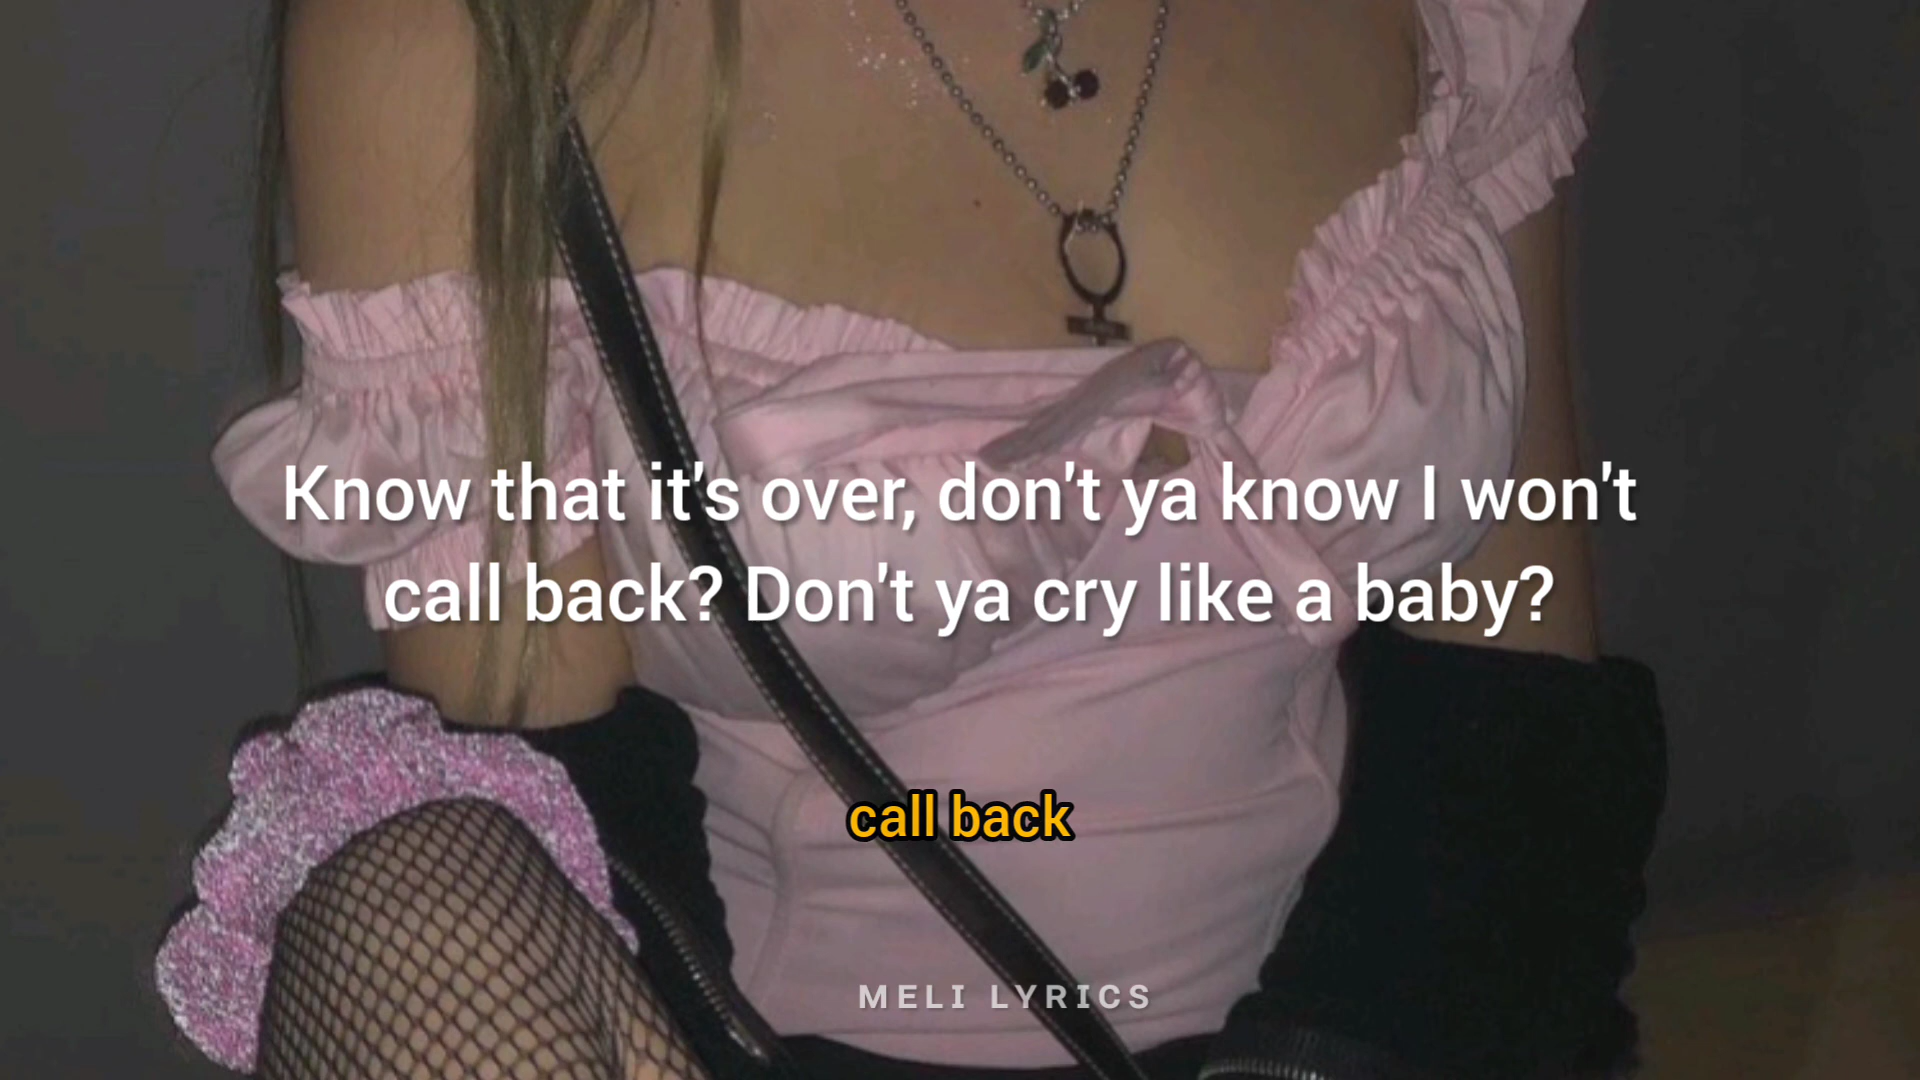 Know that it's over, don't ya know I won't
call back? Don't ya cry like a baby?
call back
MELI LYRICS